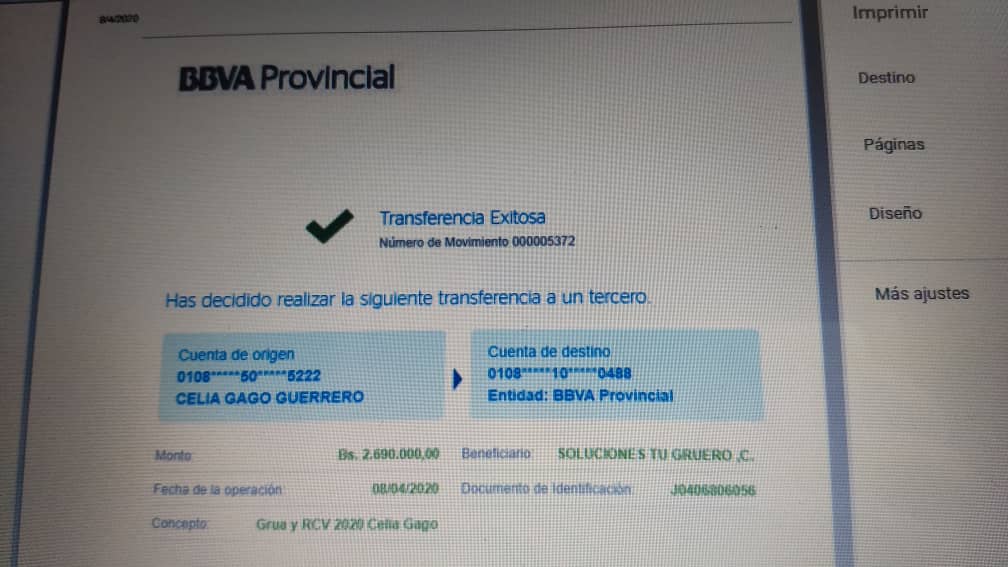 8/4/2020
BBVA Provincial
Transferencia Exitosa
Número de Movimiento 000005372
Has decidido realizar la siguiente transferencia a un tercero.
Cuenta de origen
0108*****50*****5222
CELIA GAGO GUERRERO
Cuenta de destino
0108*****10*****0488
Entidad: BBVA Provincial
Monto: Bs. 2.690.000,00 Beneficiario: SOLUCIONES TU GRUERO ,C.
Fecha de la operación: 08/04/2020 Documento de Identificación: J0406806056
Concepto: Grua y RCV 2020 Celia Gago
Imprimir
Destino
Páginas
Diseño
Más ajustes